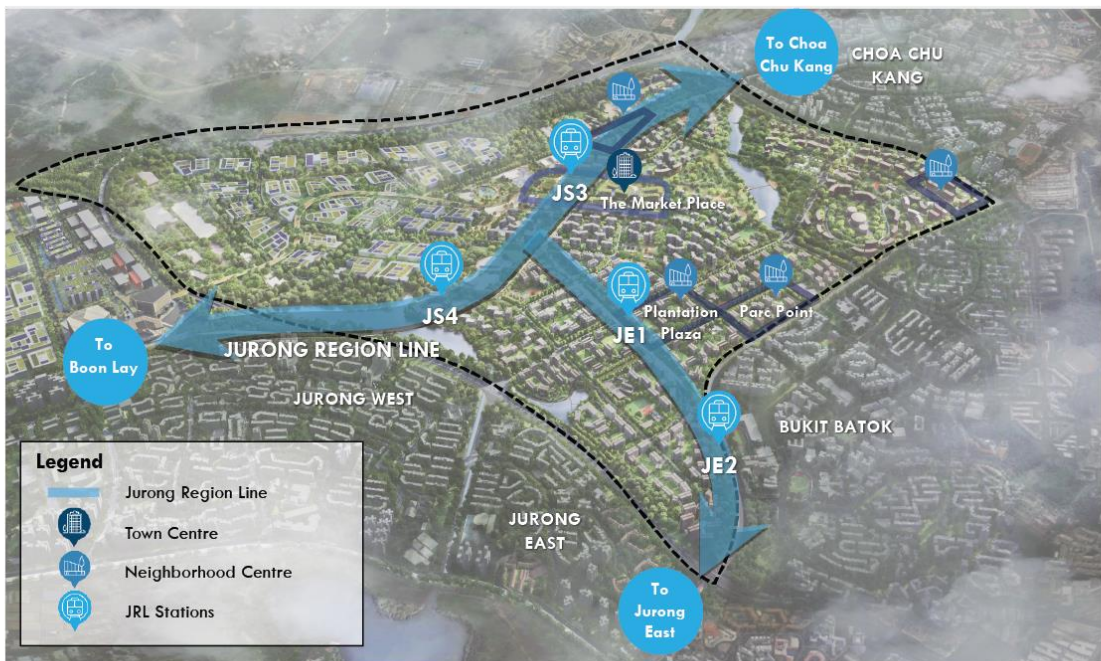 To Choa
Chu Kang
CHOA CHU
KANG
JS3
The Market Place
JS4
JE1
Plantation
Plaza
Parc Point
To
Boon Lay
JURONG REGION LINE
JURONG WEST
JE2
BUKIT BATOK
JURONG
EAST
To
Jurong
East
Legend
Jurong Region Line
Town Centre
Neighborhood Centre
JRL Stations